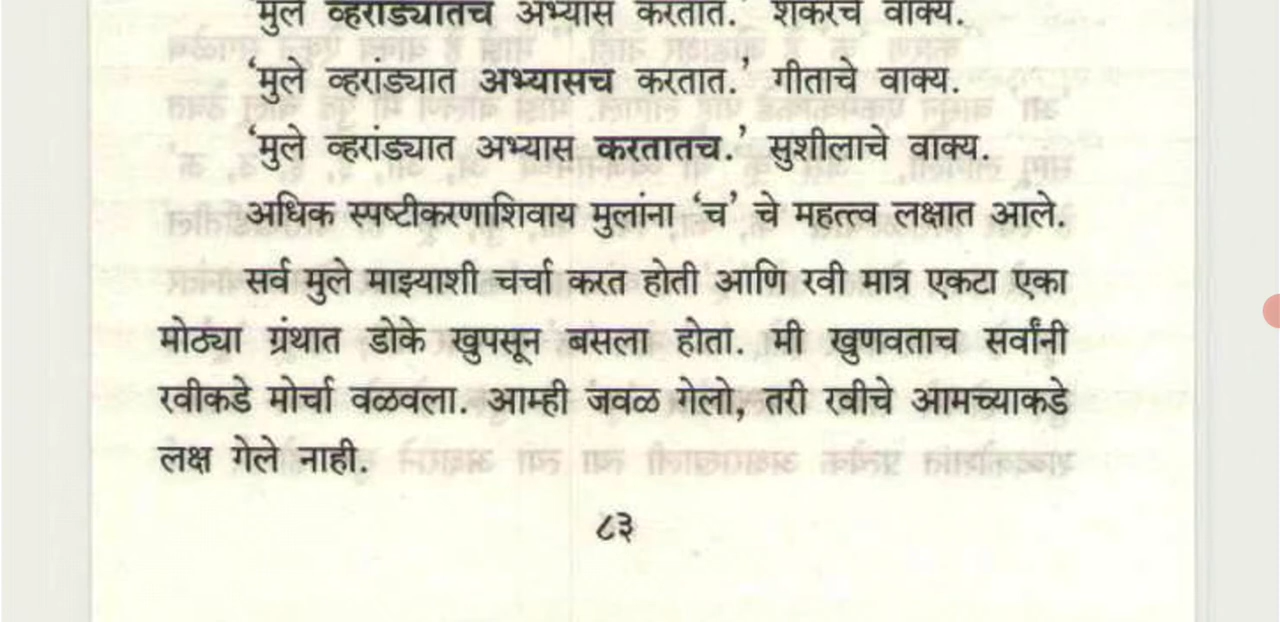 'मुले व्हरांड्यातच अभ्यास करतात.' शंकरचे वाक्य.
'मुले व्हरांड्यात अभ्यासच करतात.' गीताचे वाक्य.
'मुले व्हरांड्यात अभ्यास करतातच.' सुशीलाचे वाक्य.
अधिक स्पष्टीकरणाशिवाय मुलांना 'च' चे महत्त्व लक्षात आले.
सर्व मुले माझ्याशी चर्चा करत होती आणि रवी मात्र एकटा एका
मोठ्या ग्रंथात डोके खुपसून बसला होता. मी खुणवताच सर्वांनी
रवीकडे मोर्चा वळवला. आम्ही जवळ गेलो, तरी रवीचे आमच्याकडे
लक्ष गेले नाही.
८३